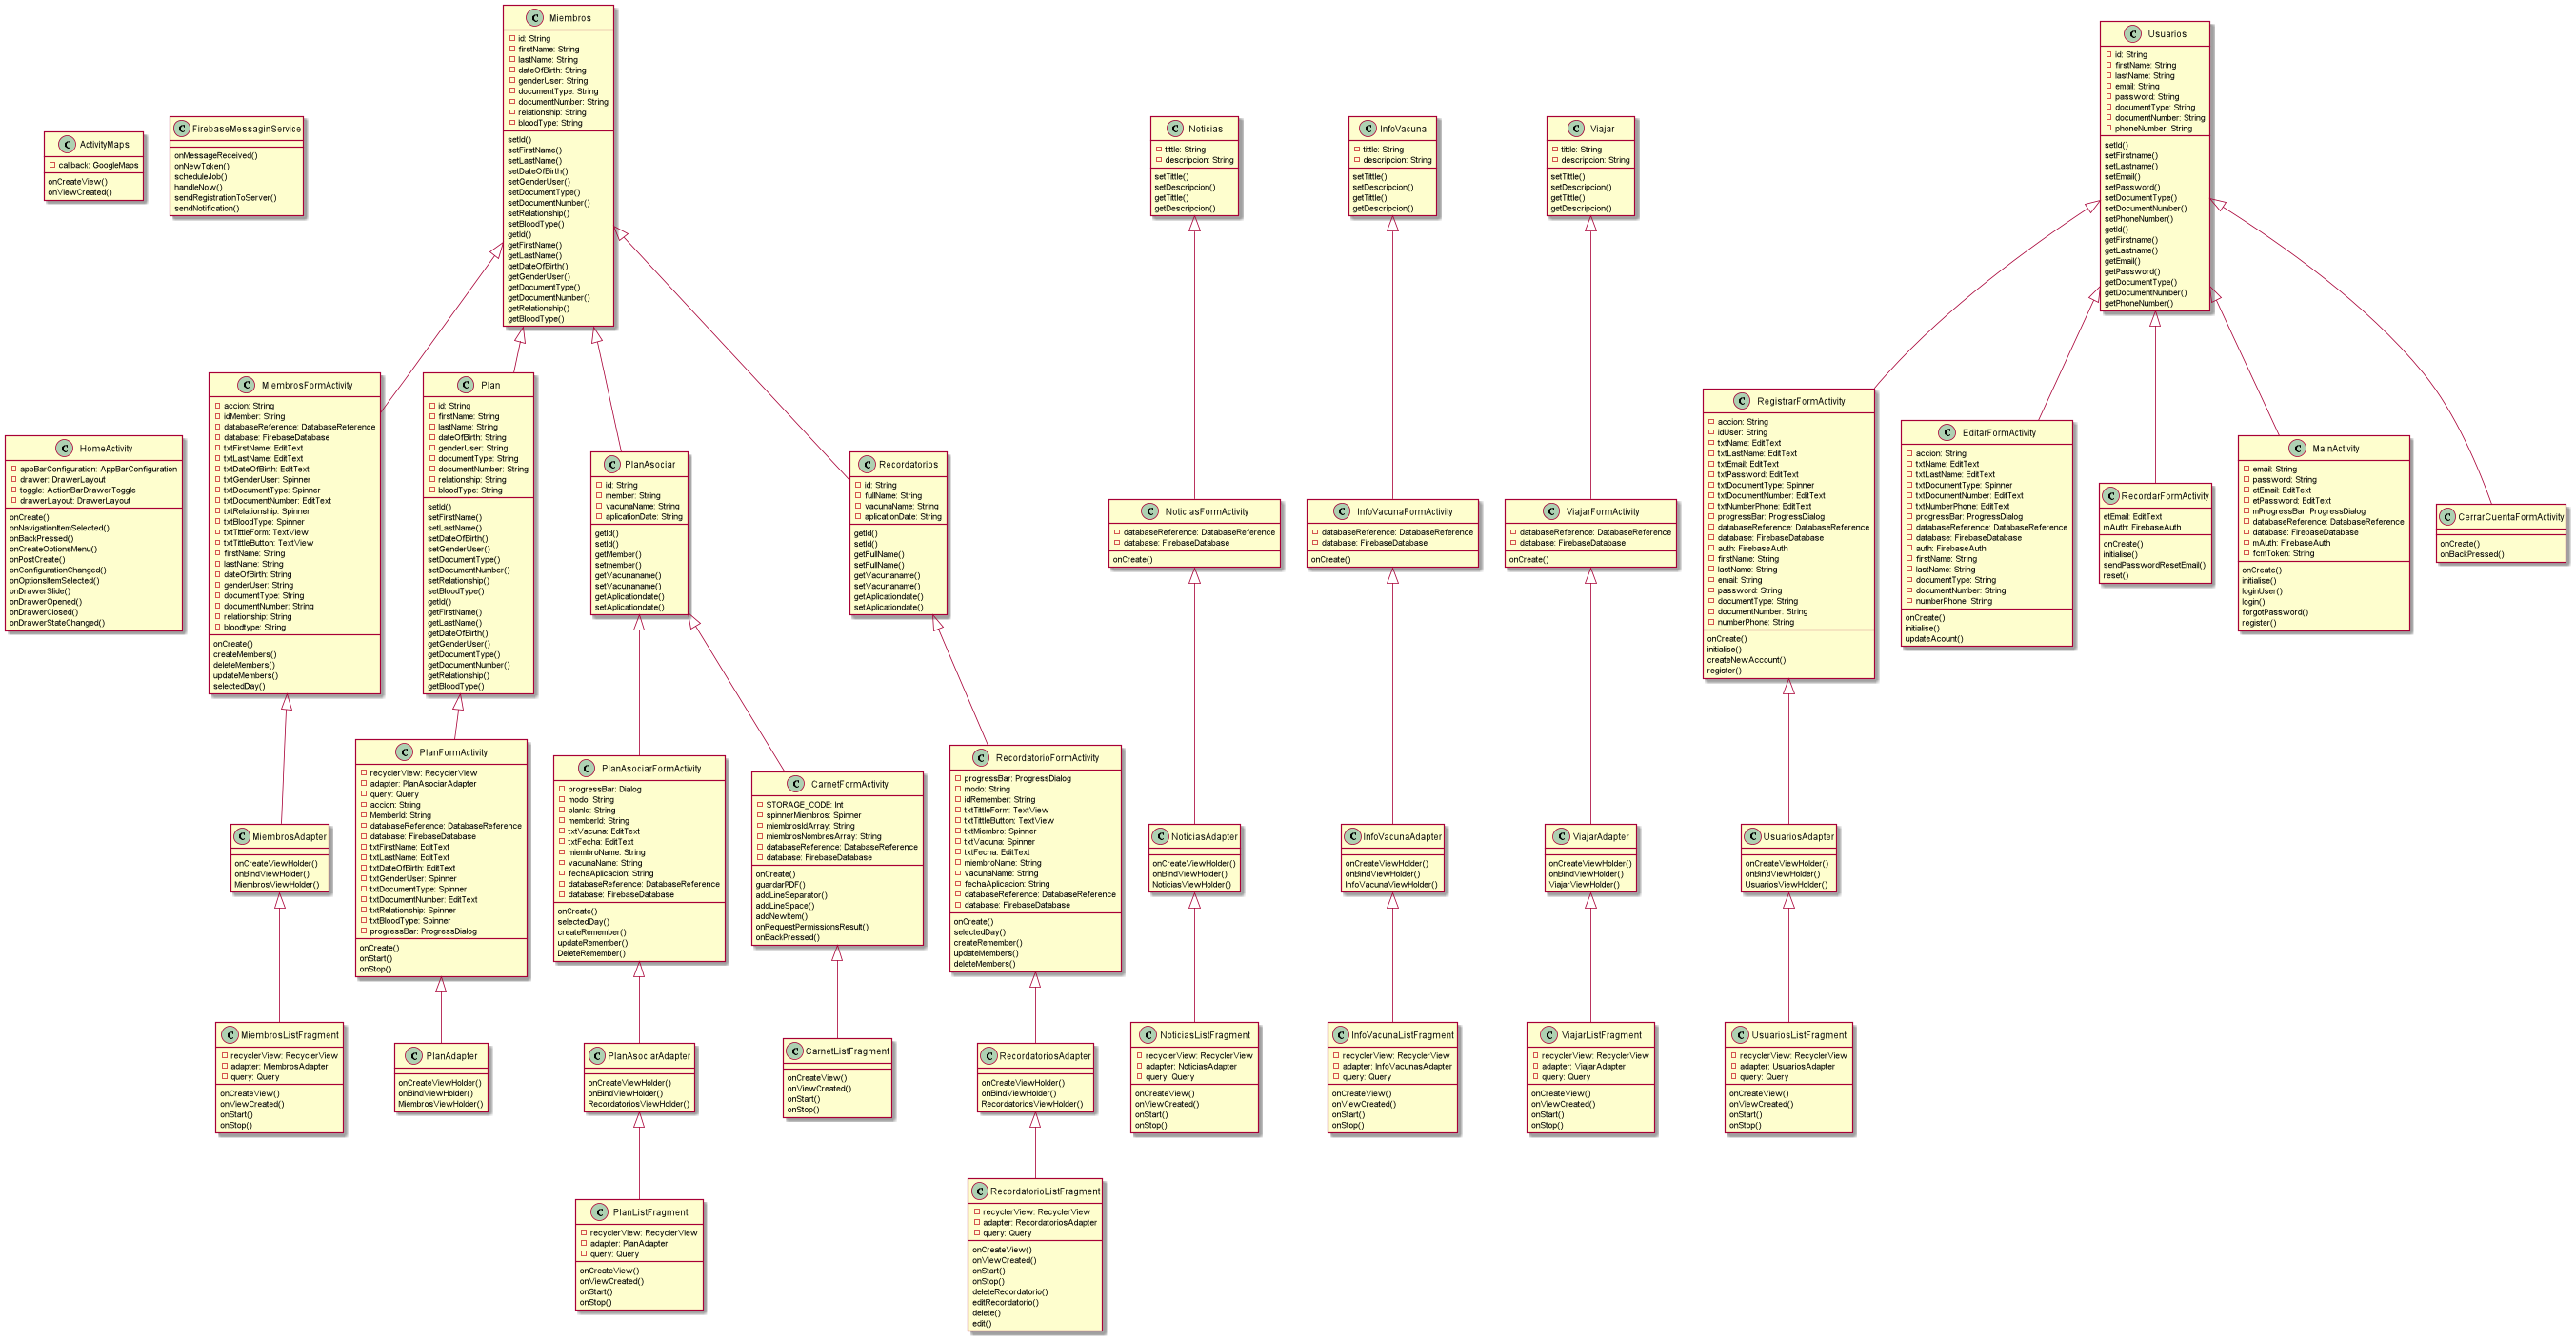 Miembros
id: String
firstName: String
lastName: String
dateOfBirth: String
genderUser: String
documentType: String
documentNumber: String
relationship: String
bloodType: String
setId()
setFirstName()
setLastName()
setDateOfBirth()
setGenderUser()
setDocumentType()
setDocumentNumber()
setRelationship()
setBloodType()
getId()
getFirstName()
getLastName()
getDateOfBirth()
getGenderUser()
getDocumentType()
getDocumentNumber()
getRelationship()
getBloodType()
Usuarios
id: String
firstName: String
lastName: String
email: String
password: String
documentType: String
documentNumber: String
phoneNumber: String
setId()
setFirstname()
setLastname()
setEmail()
setPassword()
setDocumentType()
setDocumentNumber()
setPhoneNumber()
getId()
getFirstname()
getLastname()
getEmail()
getPassword()
getDocumentType()
getDocumentNumber()
getPhoneNumber()
ActivityMaps
callback: GoogleMaps
onCreateView()
onViewCreated()
FirebaseMessaginService
onMessageReceived()
onNewToken()
scheduleJob()
handleNow()
sendRegistrationToServer()
sendNotification()
Noticias
tittle: String
descripcion: String
setTittle()
setDescripcion()
getTittle()
getDescripcion()
InfoVacuna
tittle: String
descripcion: String
setTittle()
setDescripcion()
getTittle()
getDescripcion()
Viajar
tittle: String
descripcion: String
setTittle()
setDescripcion()
getTittle()
getDescripcion()
HomeActivity
appBarConfiguration: AppBarConfiguration
drawer: DrawerLayout
toggle: ActionBarDrawerToggle
drawerLayout: DrawerLayout
onCreate()
onNavigationItemSelected()
onBackPressed()
onCreateOptionsMenu()
onPostCreate()
onConfigurationChanged()
onOptionsItemSelected()
onDrawerSlide()
onDrawerOpened()
onDrawerClosed()
onDrawerStateChanged()
MiembrosFormActivity
accion: String
idMember: String
databaseReference: DatabaseReference
database: FirebaseDatabase
txtFirstName: EditText
txtLastName: EditText
txtDateOfBirth: EditText
txtGenderUser: Spinner
txtDocumentType: Spinner
txtDocumentNumber: EditText
txtRelationship: Spinner
txtBloodType: Spinner
txtTittleForm: TextView
txtTittleButton: TextView
firstName: String
lastName: String
dateOfBirth: String
genderUser: String
documentType: String
documentNumber: String
relationship: String
bloodtype: String
onCreate()
createMembers()
deleteMembers()
updateMembers()
selectedDay()
Plan
id: String
firstName: String
lastName: String
dateOfBirth: String
genderUser: String
documentType: String
documentNumber: String
relationship: String
bloodType: String
setId()
setFirstName()
setLastName()
setDateOfBirth()
setGenderUser()
setDocumentType()
setDocumentNumber()
setRelationship()
setBloodType()
getId()
getFirstName()
getLastName()
getDateOfBirth()
getGenderUser()
getDocumentType()
getDocumentNumber()
getRelationship()
getBloodType()
PlanAsociar
id: String
member: String
vacunaName: String
aplicationDate: String
getId()
setId()
getMember()
setmember()
getVacunaname()
setVacunaname()
getAplicationdate()
setAplicationdate()
Recordatorios
id: String
fullName: String
vacunaName: String
aplicationDate: String
getId()
setId()
getFullName()
setFullName()
getVacunaname()
setVacunaname()
getAplicationdate()
setAplicationdate()
NoticiasFormActivity
databaseReference: DatabaseReference
database: FirebaseDatabase
onCreate()
InfoVacunaFormActivity
databaseReference: DatabaseReference
database: FirebaseDatabase
onCreate()
ViajarFormActivity
databaseReference: DatabaseReference
database: FirebaseDatabase
onCreate()
RegistrarFormActivity
accion: String
idUser: String
txtName: EditText
txtLastName: EditText
txtEmail: EditText
txtPassword: EditText
txtDocumentType: Spinner
txtDocumentNumber: EditText
txtNumberPhone: EditText
progressBar: ProgressDialog
databaseReference: DatabaseReference
database: FirebaseDatabase
auth: FirebaseAuth
firstName: String
lastName: String
email: String
password: String
documentType: String
documentNumber: String
numberPhone: String
onCreate()
initialise()
createNewAccount()
register()
EditarFormActivity
accion: String
txtName: EditText
txtLastName: EditText
txtDocumentType: Spinner
txtDocumentNumber: EditText
txtNumberPhone: EditText
progressBar: ProgressDialog
databaseReference: DatabaseReference
database: FirebaseDatabase
auth: FirebaseAuth
firstName: String
lastName: String
documentType: String
documentNumber: String
numberPhone: String
onCreate()
initialise()
updateAcount()
RecordarFormActivity
etEmail: EditText
mAuth: FirebaseAuth
onCreate()
initialise()
sendPasswordResetEmail()
reset()
MainActivity
email: String
password: String
etEmail: EditText
etPassword: EditText
mProgressBar: ProgressDialog
databaseReference: DatabaseReference
database: FirebaseDatabase
mAuth: FirebaseAuth
fcmToken: String
onCreate()
initialise()
loginUser()
login()
forgotPassword()
register()
CerrarCuentaFormActivity
onCreate()
onBackPressed()
MiembrosAdapter
onCreateViewHolder()
onBindViewHolder()
MiembrosViewHolder()
PlanFormActivity
recyclerView: RecyclerView
adapter: PlanAsociarAdapter
query: Query
accion: String
MemberId: String
databaseReference: DatabaseReference
database: FirebaseDatabase
txtFirstName: EditText
txtLastName: EditText
txtDateOfBirth: EditText
txtGenderUser: Spinner
txtDocumentType: Spinner
txtDocumentNumber: EditText
txtRelationship: Spinner
txtBloodType: Spinner
progressBar: ProgressDialog
onCreate()
onStart()
onStop()
PlanAsociarFormActivity
progressBar: Dialog
modo: String
planId: String
memberId: String
txtVacuna: EditText
txtFecha: EditText
miembroName: String
vacunaName: String
fechaAplicacion: String
databaseReference: DatabaseReference
database: FirebaseDatabase
onCreate()
selectedDay()
createRemember()
updateRemember()
DeleteRemember()
CarnetFormActivity
STORAGE_CODE: Int
spinnerMiembros: Spinner
miembrosIdArray: String
miembrosNombresArray: String
databaseReference: DatabaseReference
database: FirebaseDatabase
onCreate()
guardarPDF()
addLineSeparator()
addLineSpace()
addNewItem()
onRequestPermissionsResult()
onBackPressed()
RecordatorioFormActivity
progressBar: ProgressDialog
modo: String
idRemember: String
txtTittleForm: TextView
txtTittleButton: TextView
txtMiembro: Spinner
txtVacuna: Spinner
txtFecha: EditText
miembroName: String
vacunaName: String
fechaAplicacion: String
databaseReference: DatabaseReference
database: FirebaseDatabase
onCreate()
selectedDay()
createRemember()
updateMembers()
deleteMembers()
NoticiasAdapter
onCreateViewHolder()
onBindViewHolder()
NoticiasViewHolder()
InfoVacunaAdapter
onCreateViewHolder()
onBindViewHolder()
InfoVacunaViewHolder()
ViajarAdapter
onCreateViewHolder()
onBindViewHolder()
ViajarViewHolder()
UsuariosAdapter
onCreateViewHolder()
onBindViewHolder()
UsuariosViewHolder()
MiembrosListFragment
recyclerView: RecyclerView
adapter: MiembrosAdapter
query: Query
onCreateView()
onViewCreated()
onStart()
onStop()
PlanAdapter
onCreateViewHolder()
onBindViewHolder()
MiembrosViewHolder()
PlanAsociarAdapter
onCreateViewHolder()
onBindViewHolder()
RecordatoriosViewHolder()
CarnetListFragment
onCreateView()
onViewCreated()
onStart()
onStop()
RecordatoriosAdapter
onCreateViewHolder()
onBindViewHolder()
RecordatoriosViewHolder()
NoticiasListFragment
recyclerView: RecyclerView
adapter: NoticiasAdapter
query: Query
onCreateView()
onViewCreated()
onStart()
onStop()
InfoVacunaListFragment
recyclerView: RecyclerView
adapter: InfoVacunasAdapter
query: Query
onCreateView()
onViewCreated()
onStart()
onStop()
ViajarListFragment
recyclerView: RecyclerView
adapter: ViajarAdapter
query: Query
onCreateView()
onViewCreated()
onStart()
onStop()
UsuariosListFragment
recyclerView: RecyclerView
adapter: UsuariosAdapter
query: Query
onCreateView()
onViewCreated()
onStart()
onStop()
PlanListFragment
recyclerView: RecyclerView
adapter: PlanAdapter
query: Query
onCreateView()
onViewCreated()
onStart()
onStop()
RecordatorioListFragment
recyclerView: RecyclerView
adapter: RecordatoriosAdapter
query: Query
onCreateView()
onViewCreated()
onStart()
onStop()
deleteRecordatorio()
editRecordatorio()
delete()
edit()